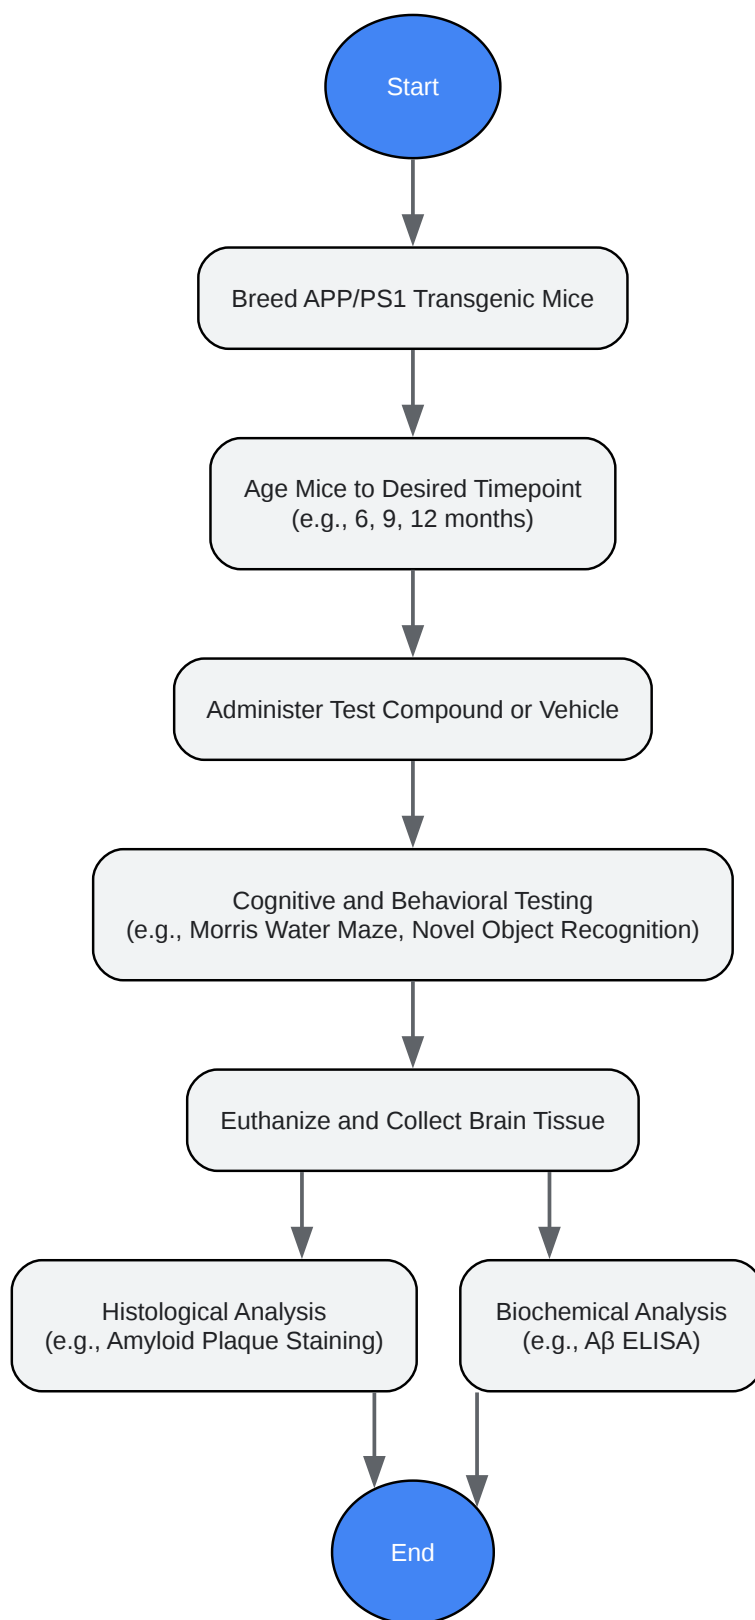 Start
Breed APP/PS1 Transgenic Mice
Age Mice to Desired Timepoint
(e.g., 6, 9, 12 months)
Administer Test Compound or Vehicle
Cognitive and Behavioral Testing
(e.g., Morris Water Maze, Novel Object Recognition)
Euthanize and Collect Brain Tissue
Histological Analysis
(e.g., Amyloid Plaque Staining)
Biochemical Analysis
(e.g., Aβ ELISA)
End